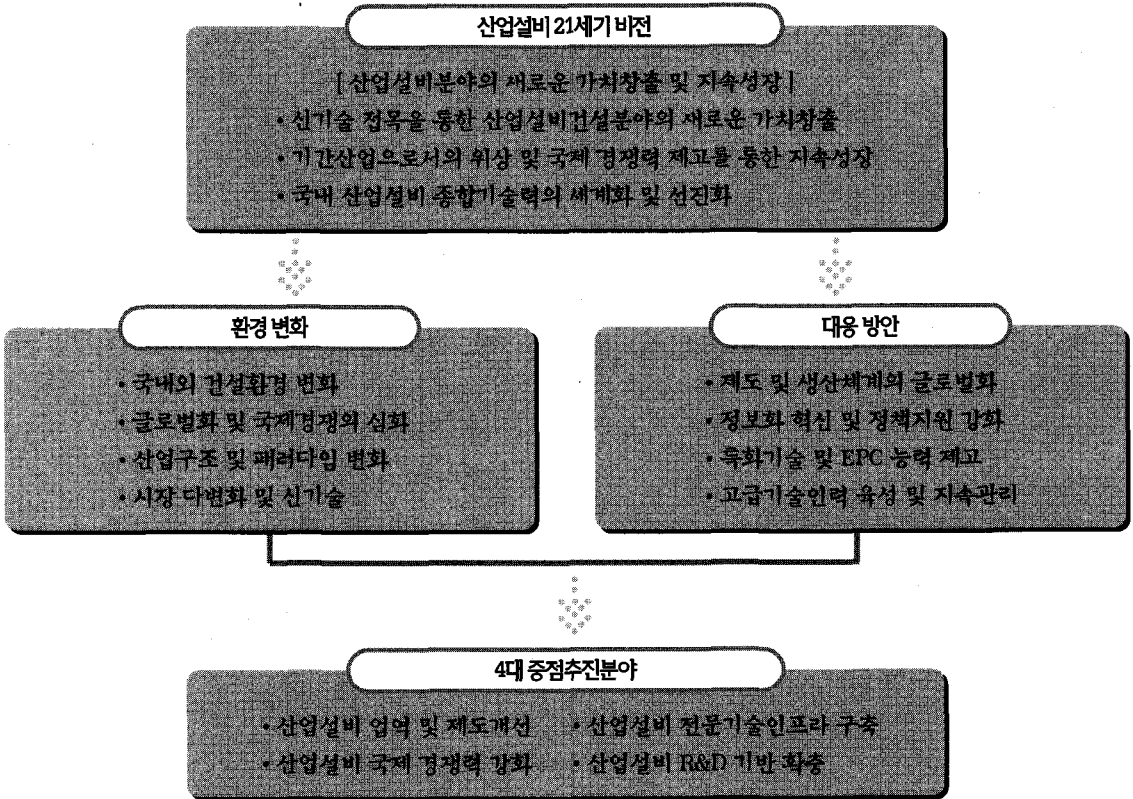 산업설비 21세기 비전
[ 산업설비분야의 새로운 가치창출 및 지속성장 ]
• 신기술 접목을 통한 산업설비건설분야의 새로운 가치창출
• 기간산업으로서의 위상 및 국제 경쟁력 제고를 통한 지속성장
• 국내 산업설비 종합기술력의 세계화 및 선진화
환경 변화
• 국내외 건설환경 변화
• 글로벌화 및 국제경쟁의 심화
• 산업구조 및 패러다임 변화
• 시장 다변화 및 신기술
대응 방안
• 제도 및 생산체계의 글로벌화
• 정보화 혁신 및 정책지원 강화
• 특화기술 및 EPC 능력 제고
• 고급기술인력 육성 및 지속관리
4대 중점추진분야
• 산업설비 업역 및 제도개선
• 산업설비 전문기술인프라 구축
• 산업설비 국제 경쟁력 강화
• 산업설비 R&D 기반 확충